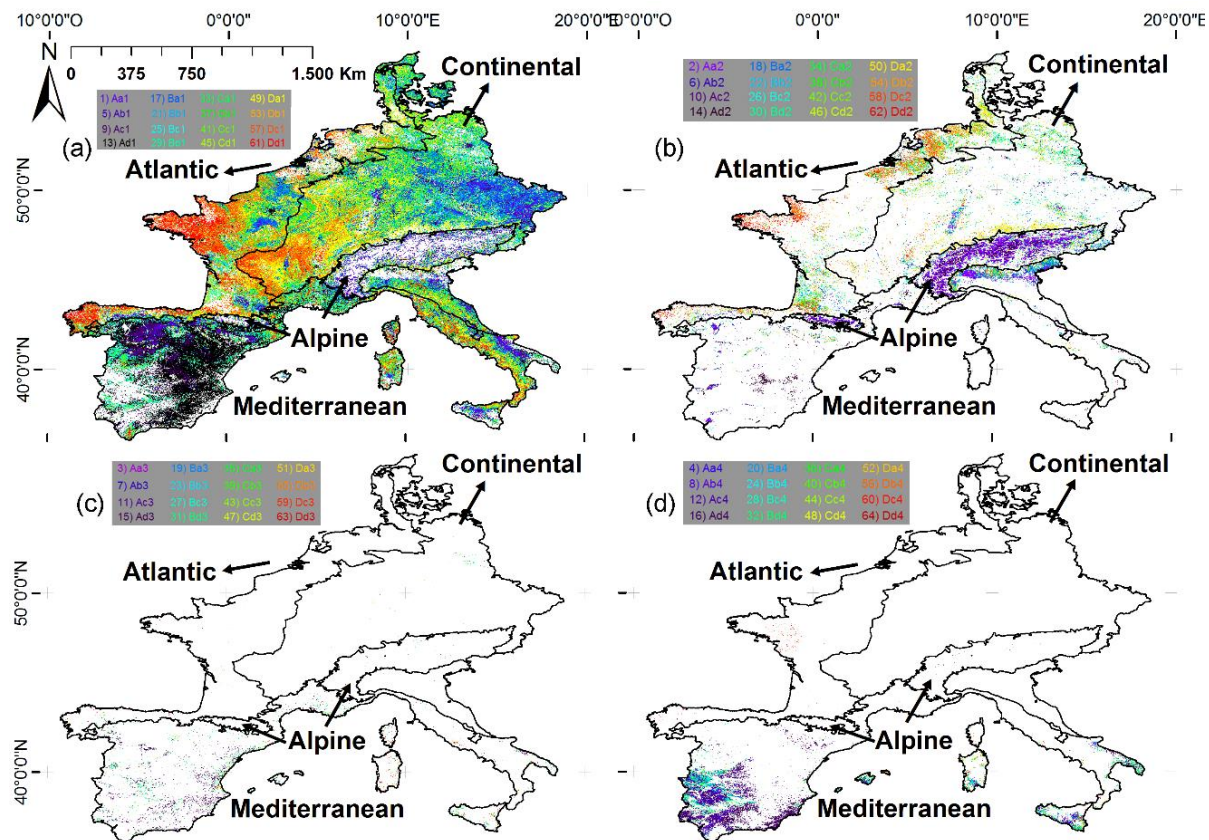 10°0'0"O 0°0'0" 10°0'0"E 20°0'0"E 10°0'0"O 0°0'0" 10°0'0"E 20°0'0"E
N
0 375 750 1.500 Km
Continental
1) Aa1 17) Ba1 49) Da1
5) Ab1 53) Db1
9) Ac1 25) Bc1 41) Cc1 57) Dc1
13) Ad1 45) Cd1 61) Dd1
(a)
Atlantic
50°0'0"N
Alpine
40°0'0"N
Mediterranean
Continental
2) Aa2 18) Ba2 50) Da2
6) Ab2 54) Db2
10) Ac2 26) Bc2 42) Cc2 58) Dc2
14) Ad2 30) Bd2 46) Cd2 62) Dd2
(b)
Atlantic
Alpine
Mediterranean
3) Aa3 19) Ba3 51) Da3
7) Ab3
11) Ac3 27) Bc3 43) Cc3 59) Dc3
15) Ad3 47) Cd3 63) Dd3
Continental
(c)
Atlantic
50°0'0"N
Alpine
40°0'0"N
Mediterranean
4) Aa4 20) Ba4 52) Da4
8) Ab4 24) Bb4 40) Cb4
12) Ac4 28) Bc4 44) Cc4 60) Dc4
16) Ad4 48) Cd4 64) Dd4
Continental
(d)
Atlantic
Alpine
Mediterranean